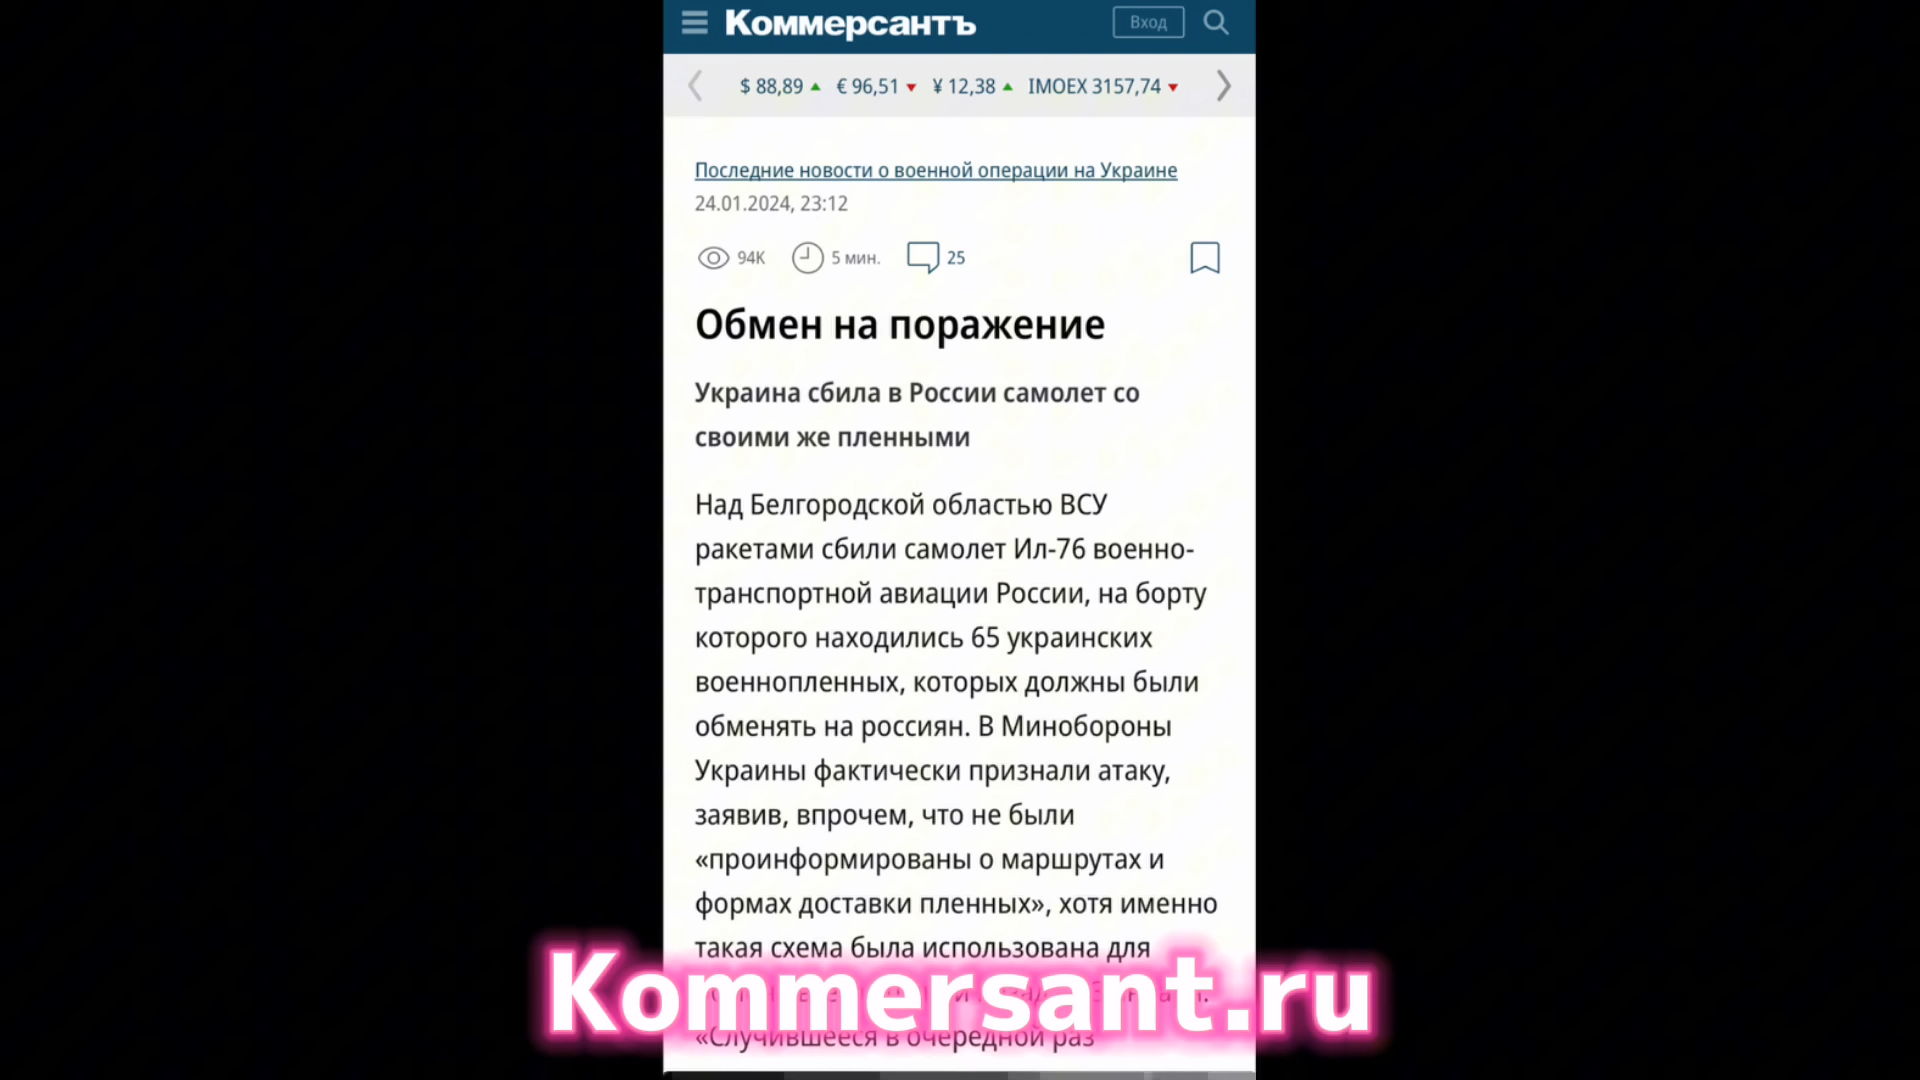 Коммерсантъ
Вход
$ 88,89 € 96,51 ¥ 12,38 IMOEX 3157,74
Последние новости о военной операции на Украине
24.01.2024, 23:12
94K 5 мин. 25
Обмен на поражение
Украина сбила в России самолет со
своими же пленными
Над Белгородской областью ВСУ
ракетами сбили самолет Ил-76 военно-
транспортной авиации России, на борту
которого находились 65 украинских
военнопленных, которых должны были
обменять на россиян. В Минобороны
Украины фактически признали атаку,
заявив, впрочем, что не были
«проинформированы о маршрутах и
формах доставки пленных», хотя именно
такая схема была использована для
Kommersant.ru
«Случившееся в очередной раз